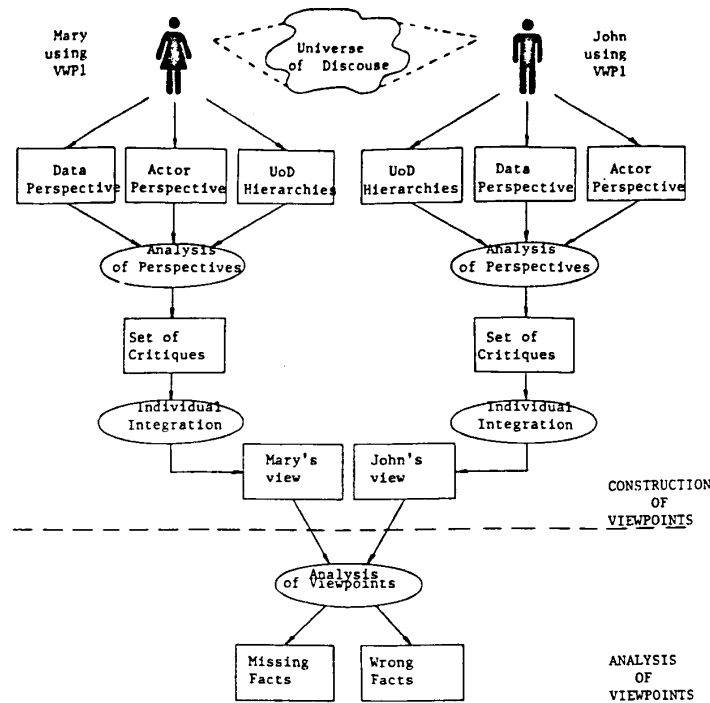 Mary
using
VWPl
Universe
of Discouse
John
using
VWPl
Data
Perspective
Actor
Perspective
UoD
Hierarchies
UoD
Hierarchies
Data
Perspective
Actor
Perspective
Analysis
of Perspectives
Analysis
of Perspectives
Set of
Critiques
Set of
Critiques
Individual
Integration
Individual
Integration
Mary's
view
John's
view
CONSTRUCTION
OF
VIEWPOINTS
Analysis
of Viewpoints
Missing
Facts
Wrong
Facts
ANALYSIS
OF
VIEWPOINTS